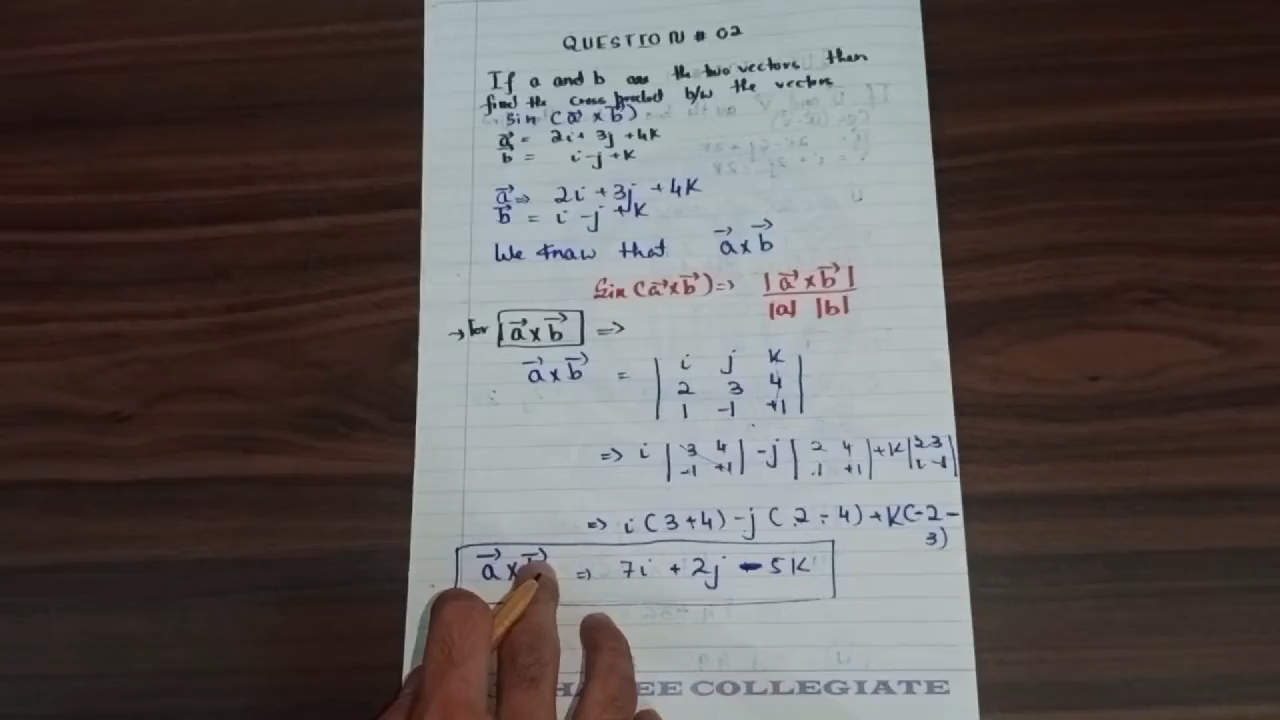 QUESTION # 02
If a and b are the two vectors then
find the cross product b/w the vectors
Sin (a⃗ x b⃗)
a⃗ = 2i + 3j + 4K
b⃗ = i - j + K
a⃗ => 2i + 3j + 4K
b⃗ = i - j + K
We know that a⃗ x b⃗
Sin (a⃗ x b⃗) => |a⃗ x b⃗|
|a| |b|
→ For |a⃗ x b⃗| =>
a⃗ x b⃗ = | i j K |
| 2 3 4 |
| 1 -1 +1 |
=> i | 3 4 | - j | 2 4 | + K | 2 3 |
| -1 +1 | | 1 +1 | | 1 -1 |
=> i (3+4) - j (2 - 4) + K (-2 -
3)
a⃗ x b⃗ => 7i + 2j - 5K
COLLEGIATE